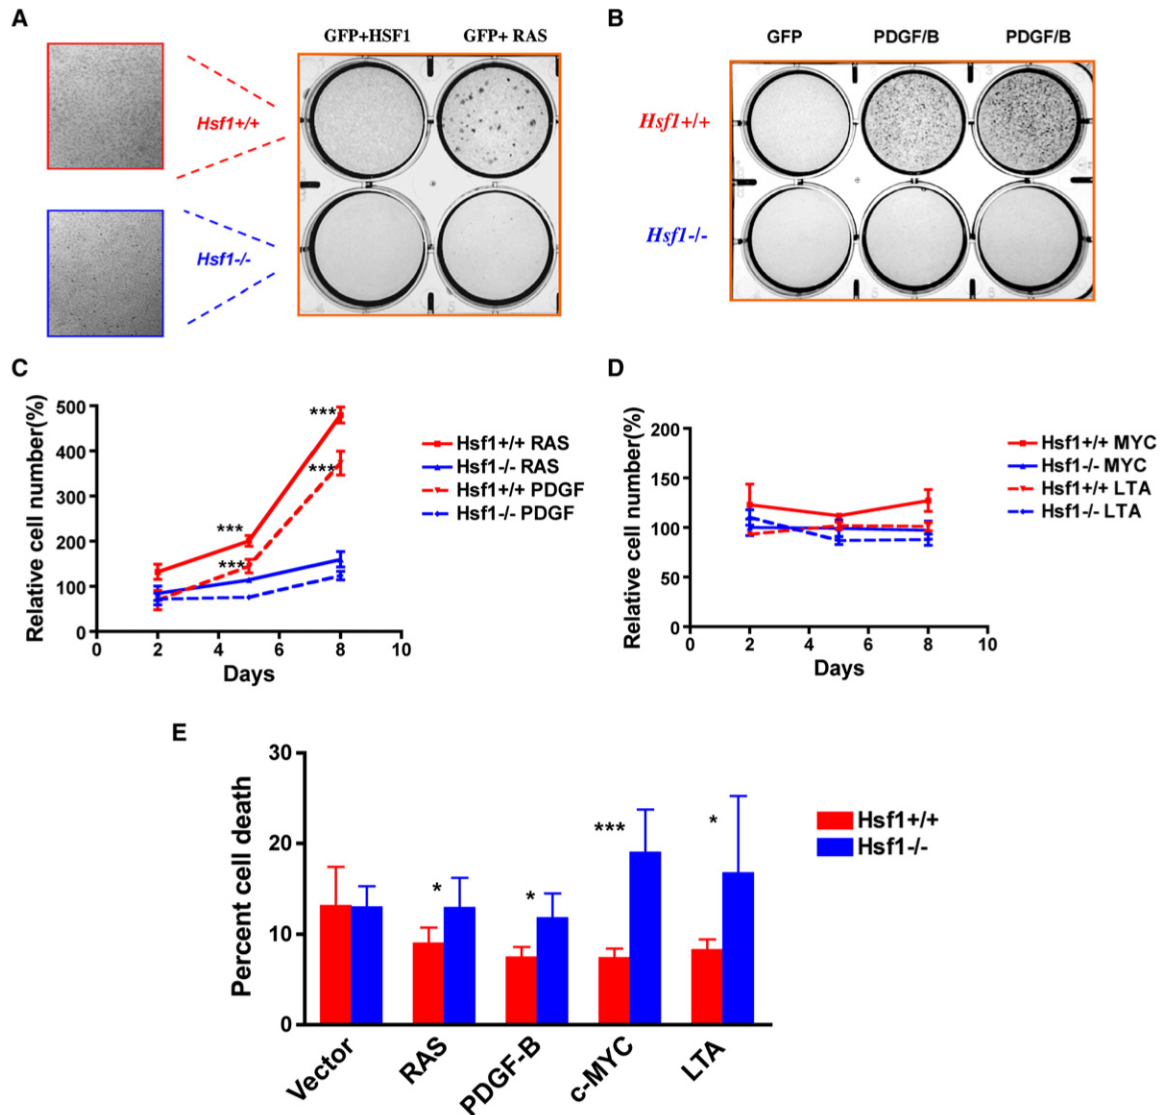 A
GFP+HSF1 GFP+ RAS
Hsf1+/+
Hsf1-/-
B
GFP PDGF/B PDGF/B
Hsf1+/+
Hsf1-/-
C
Relative cell number(%)
500
400
300
200
100
0
0 2 4 6 8 10
Days
***
***
***
***
Hsf1+/+ RAS
Hsf1-/- RAS
Hsf1+/+ PDGF
Hsf1-/- PDGF
D
Relative cell number(%)
200
150
100
50
0
0 2 4 6 8 10
Days
Hsf1+/+ MYC
Hsf1-/- MYC
Hsf1+/+ LTA
Hsf1-/- LTA
E
Percent cell death
30
20
10
0
* * *** *
Vector RAS PDGF-B c-MYC LTA
Hsf1+/+
Hsf1-/-